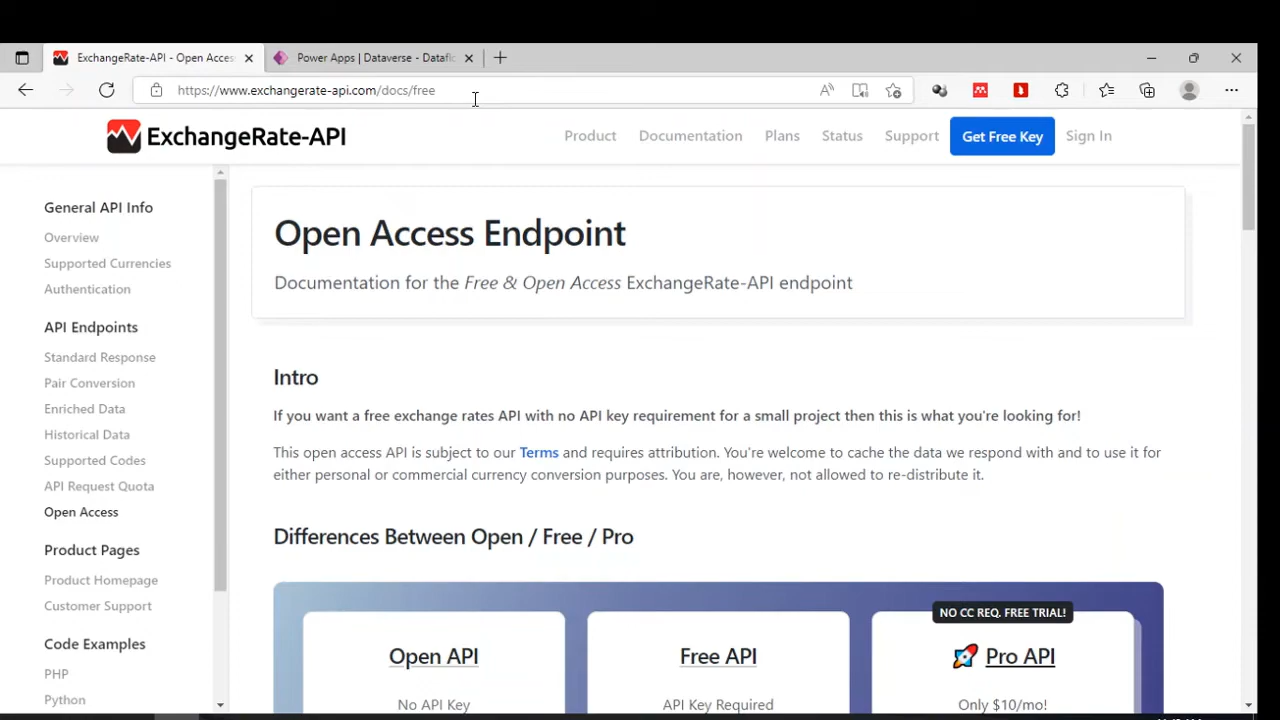 ExchangeRate-API - Open Acces
Power Apps | Dataverse - Datafl
https://www.exchangerate-api.com/docs/free
ExchangeRate-API
Product
Documentation
Plans
Status
Support
Get Free Key
Sign In
General API Info
Overview
Supported Currencies
Authentication
API Endpoints
Standard Response
Pair Conversion
Enriched Data
Historical Data
Supported Codes
API Request Quota
Open Access
Product Pages
Product Homepage
Customer Support
Code Examples
PHP
Python
Open Access Endpoint
Documentation for the Free & Open Access ExchangeRate-API endpoint
Intro
If you want a free exchange rates API with no API key requirement for a small project then this is what you're looking for!
This open access API is subject to our Terms and requires attribution. You're welcome to cache the data we respond with and to use it for
either personal or commercial currency conversion purposes. You are, however, not allowed to re-distribute it.
Differences Between Open / Free / Pro
Open API
No API Key
Free API
API Key Required
NO CC REQ. FREE TRIAL!
Pro API
Only $10/mo!